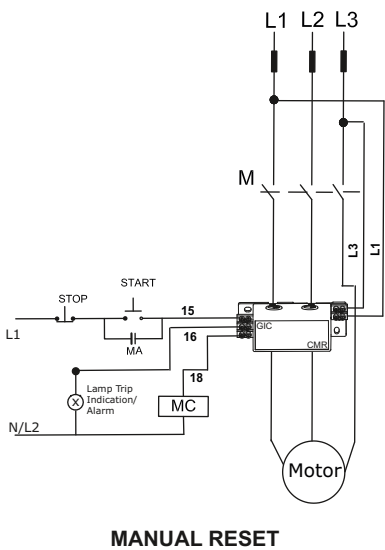 L1 L2 L3
M
L3
L1
START
STOP
15
L1
MA
16
GIC
CMR
18
Lamp Trip
Indication/
Alarm
X
MC
N/L2
Motor
MANUAL RESET